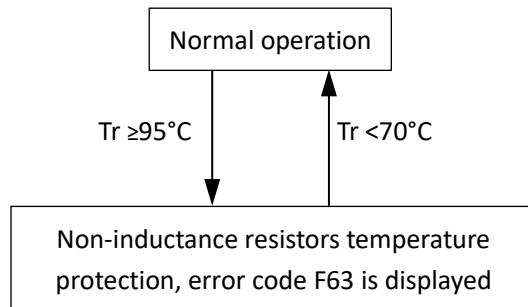 Normal operation
Tr ≥95°C
Tr <70°C
Non-inductance resistors temperature
protection, error code F63 is displayed